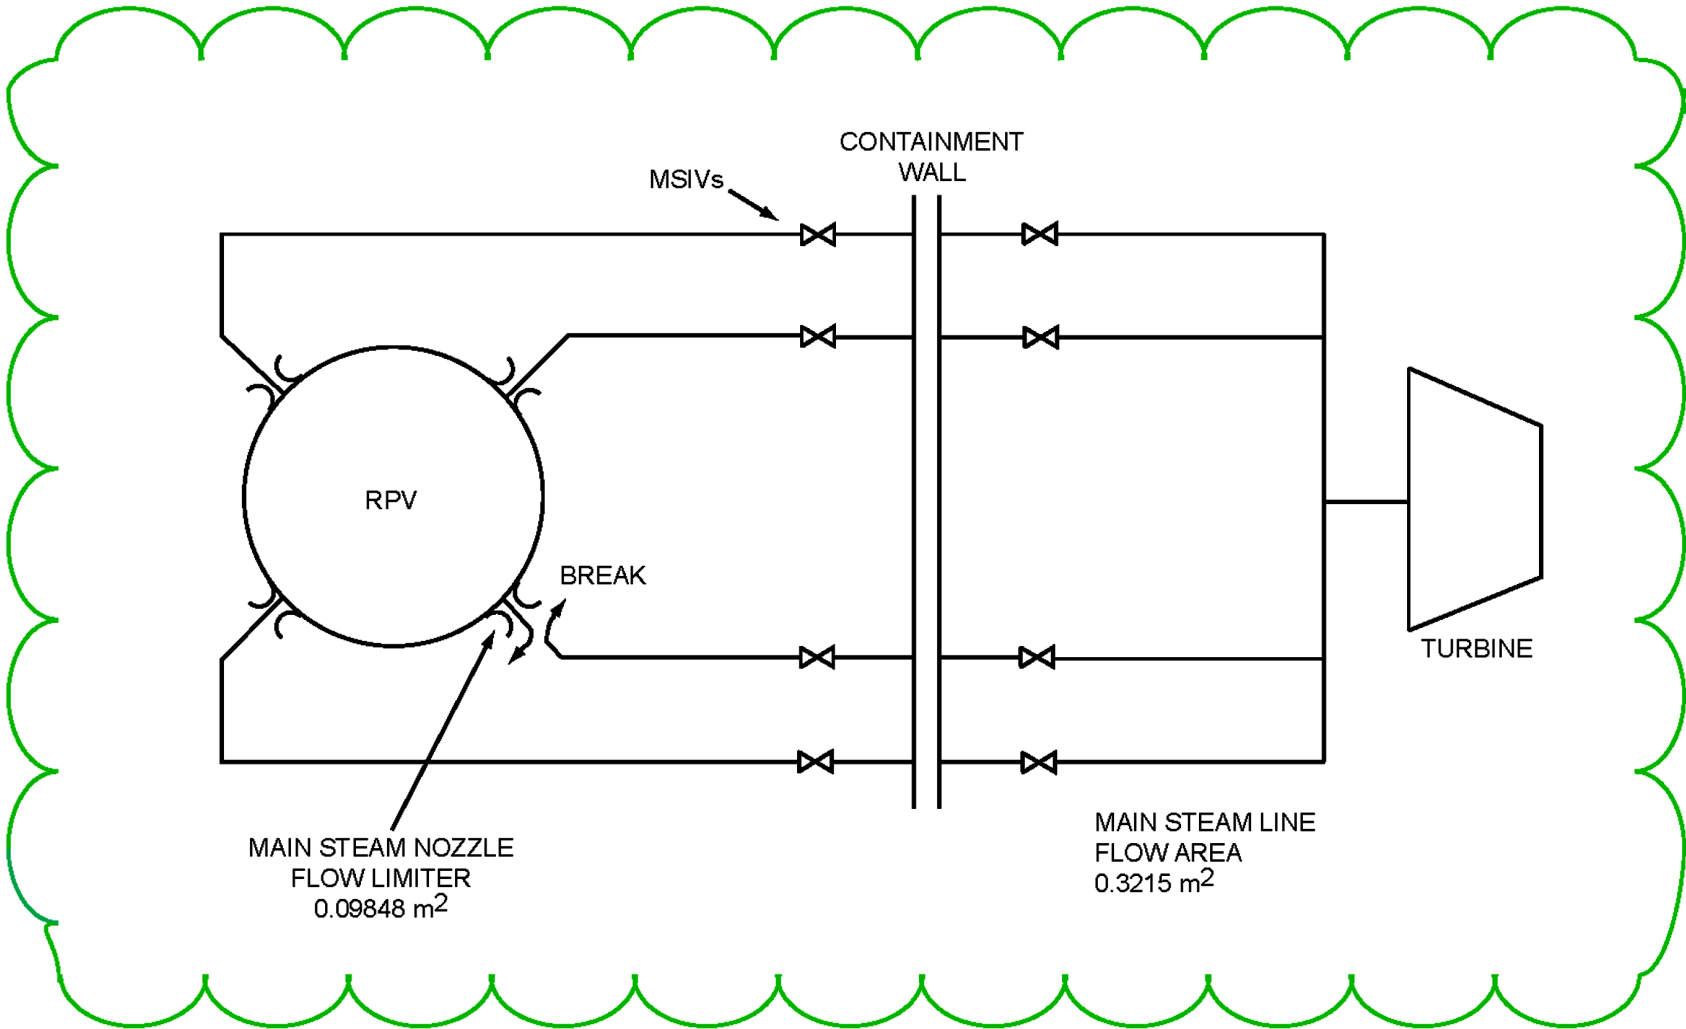 CONTAINMENT
WALL
MSIVs
RPV
BREAK
TURBINE
MAIN STEAM NOZZLE
FLOW LIMITER
0.09848 m²
MAIN STEAM LINE
FLOW AREA
0.3215 m²